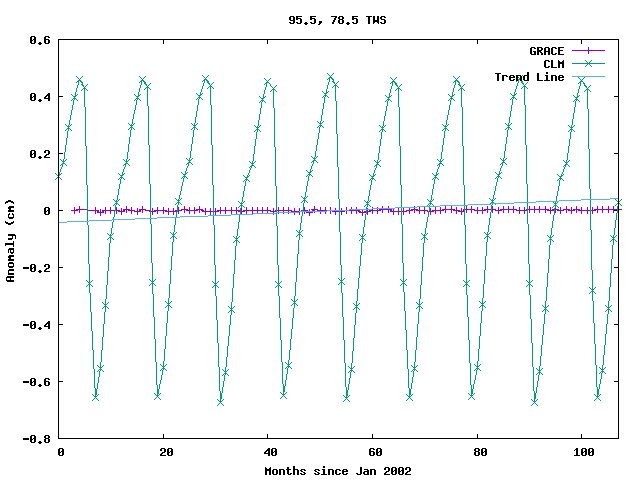 95.5, 78.5 TWS
GRACE
CLM
Trend Line
0.6
0.4
0.2
0
-0.2
-0.4
-0.6
-0.8
Anomaly (cm)
0 20 40 60 80 100
Months since Jan 2002